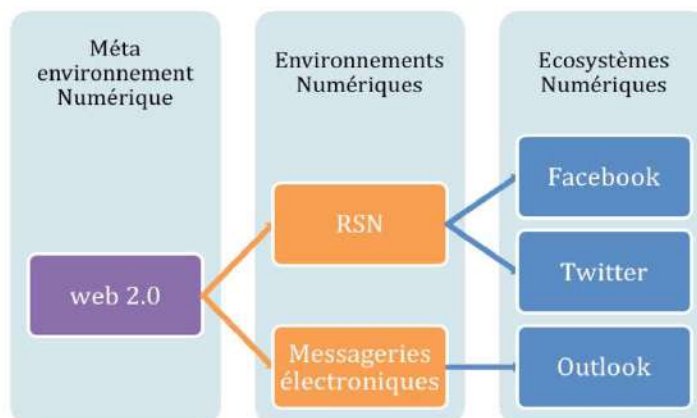 Méta
environnement
Numérique
Environnements
Numériques
Ecosystèmes
Numériques
web 2.0
RSN
Messageries
électroniques
Facebook
Twitter
Outlook